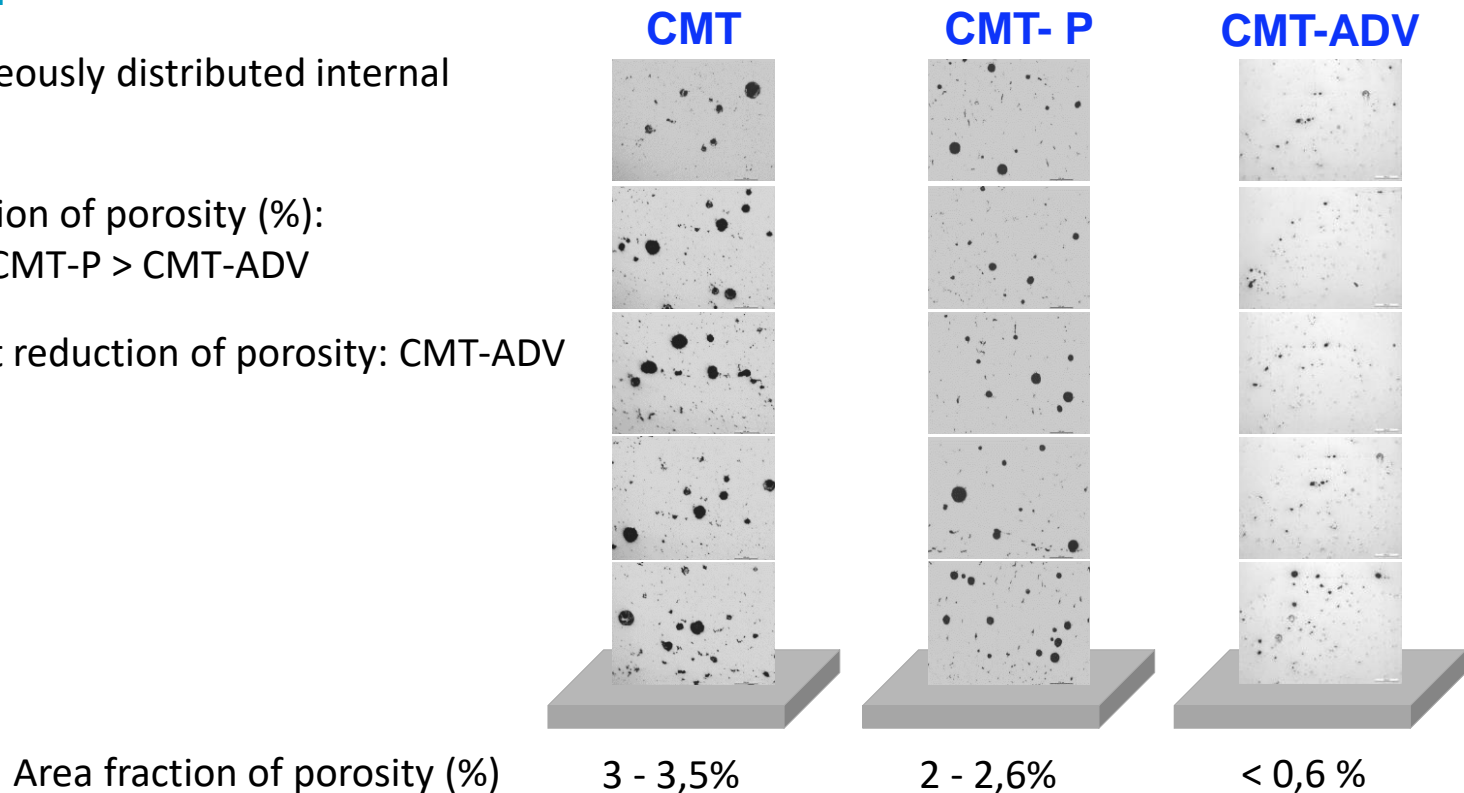 CMT CMT- P CMT-ADV
eously distributed internal
ion of porosity (%):
CMT-P > CMT-ADV
t reduction of porosity: CMT-ADV
Area fraction of porosity (%) 3 - 3,5% 2 - 2,6% < 0,6 %